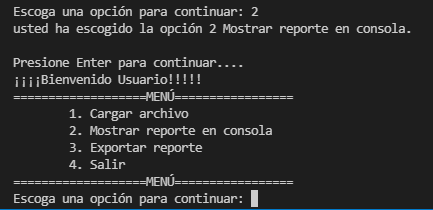 Escoga una opción para continuar: 2
usted ha escogido la opción 2 Mostrar reporte en consola.
Presione Enter para continuar....
¡¡¡¡Bienvenido Usuario!!!!!
===================MENÚ=================
1. Cargar archivo
2. Mostrar reporte en consola
3. Exportar reporte
4. Salir
===================MENÚ=================
Escoga una opción para continuar: